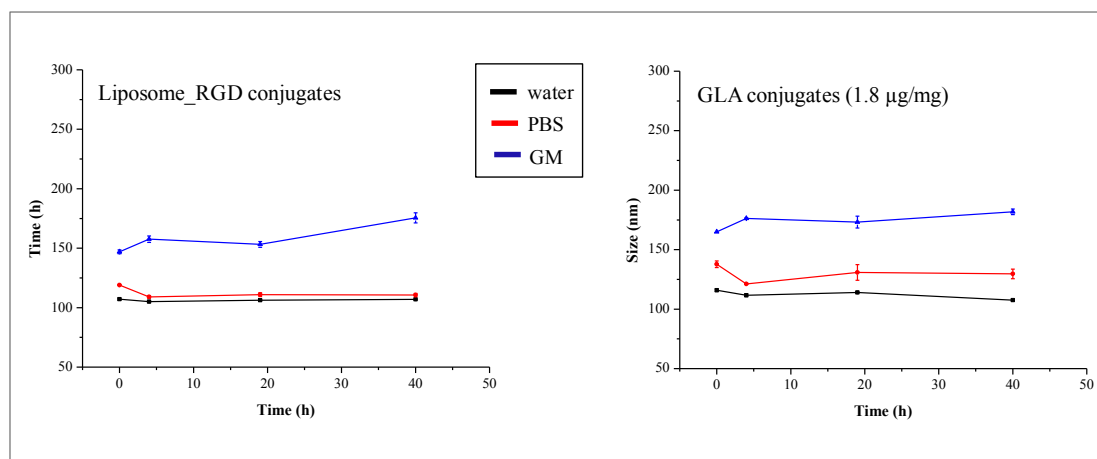 Liposome_RGD conjugates
300
250
200
150
100
50
Time (h)
0 10 20 30 40 50
Time (h)
water
PBS
GM
GLA conjugates (1.8 µg/mg)
300
250
200
150
100
50
Size (nm)
0 10 20 30 40 50
Time (h)